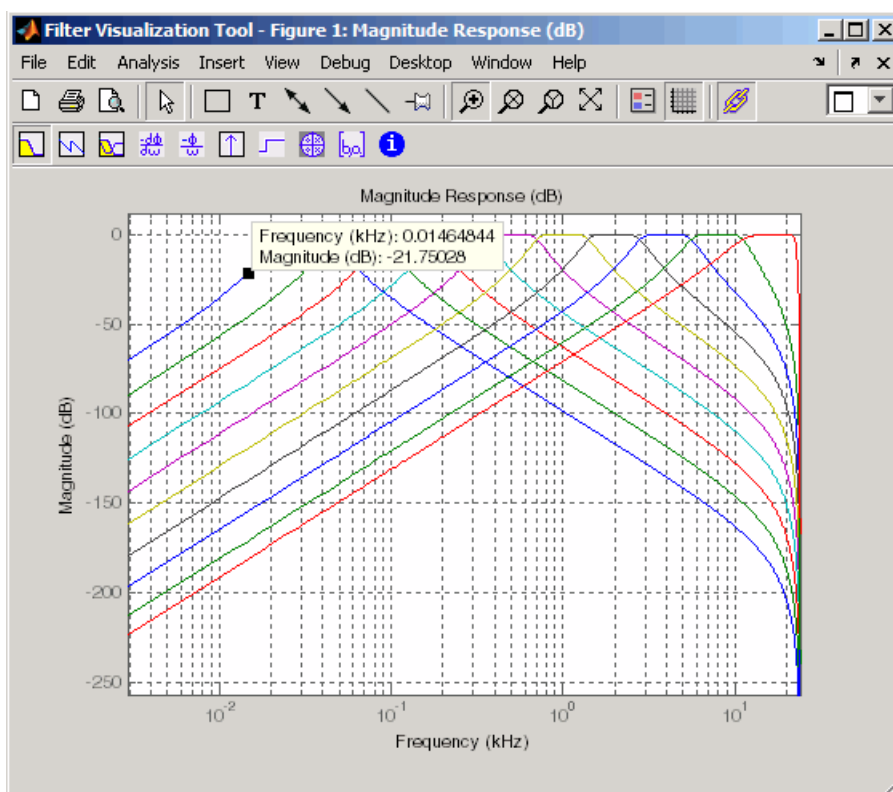 Filter Visualization Tool - Figure 1: Magnitude Response (dB)
File Edit Analysis Insert View Debug Desktop Window Help
T
Magnitude Response (dB)
Frequency (kHz): 0.01464844
Magnitude (dB): -21.75028
0
-50
-100
-150
-200
-250
Magnitude (dB)
10^-2 10^-1 10^0 10^1
Frequency (kHz)